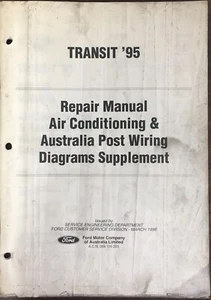 TRANSIT '95
Repair Manual
Air Conditioning &
Australia Post Wiring
Diagrams Supplement
Issued by
SERVICE ENGINEERING DEPARTMENT
FORD CUSTOMER SERVICE DIVISION - MARCH
Ford
Ford Motor Company
of Australia Limited
A.C.N.